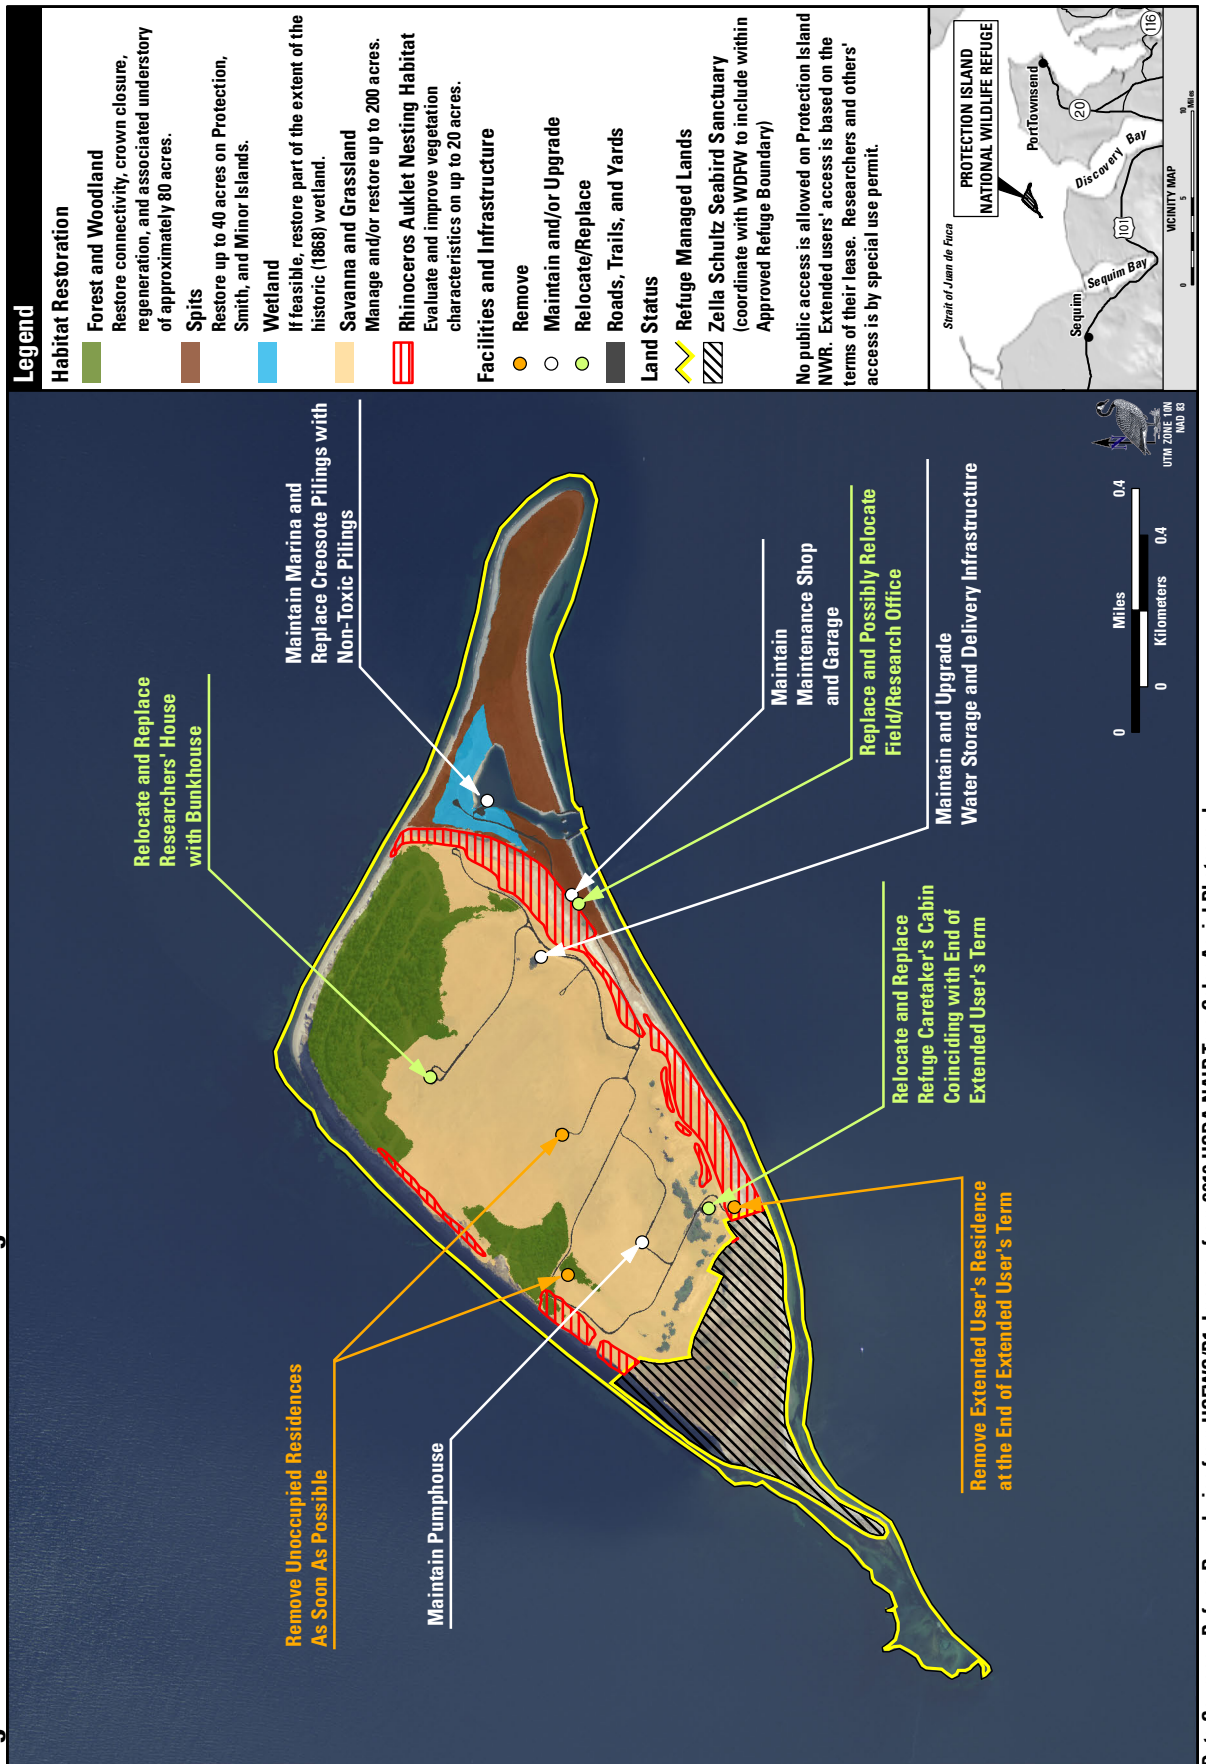 Legend
Habitat Restoration
Forest and Woodland
Restore connectivity, crown closure,
regeneration, and associated understory
of approximately 80 acres.
Spits
Restore up to 40 acres on Protection,
Smith, and Minor Islands.
Wetland
If feasible, restore part of the extent of the
historic (1868) wetland.
Savanna and Grassland
Manage and/or restore up to 200 acres.
Rhinoceros Auklet Nesting Habitat
Evaluate and improve vegetation
characteristics on up to 20 acres.
Facilities and Infrastructure
Remove
Maintain and/or Upgrade
Relocate/Replace
Roads, Trails, and Yards
Land Status
Refuge Managed Lands
Zella Schultz Seabird Sanctuary
(coordinate with WDFW to include within
Approved Refuge Boundary)
No public access is allowed on Protection Island
NWR. Extended users' access is based on the
terms of their lease. Researchers and others'
acccess is by special use permit.
PROTECTION ISLAND
NATIONAL WILDLIFE REFUGE
Strait of Juan de Fuca
Port Townsend
Discovery Bay
Sequim Bay
Sequim
20
101
116
VICINITY MAP
0 5 10
Miles
Relocate and Replace
Researchers' House
with Bunkhouse
Maintain Marina and
Replace Creosote Pilings with
Non-Toxic Pilings
Remove Unoccupied Residences
As Soon As Possible
Maintain Pumphouse
Maintain
Maintenance Shop
and Garage
Replace and Possibly Relocate
Field/Research Office
Maintain and Upgrade
Water Storage and Delivery Infrastructure
Relocate and Replace
Refuge Caretaker's Cabin
Coinciding with End of
Extended User's Term
Remove Extended User's Residence
at the End of Extended User's Term
0 Miles 0.4
0 Kilometers 0.4
N
UTM ZONE 10N
NAD 83